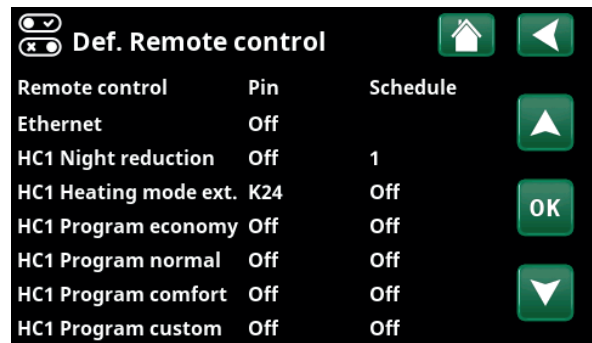 Def. Remote control
Remote control Pin Schedule
Ethernet Off
HC1 Night reduction Off 1
HC1 Heating mode ext. K24 Off
HC1 Program economy Off Off
HC1 Program normal Off Off
HC1 Program comfort Off Off
HC1 Program custom Off Off
OK